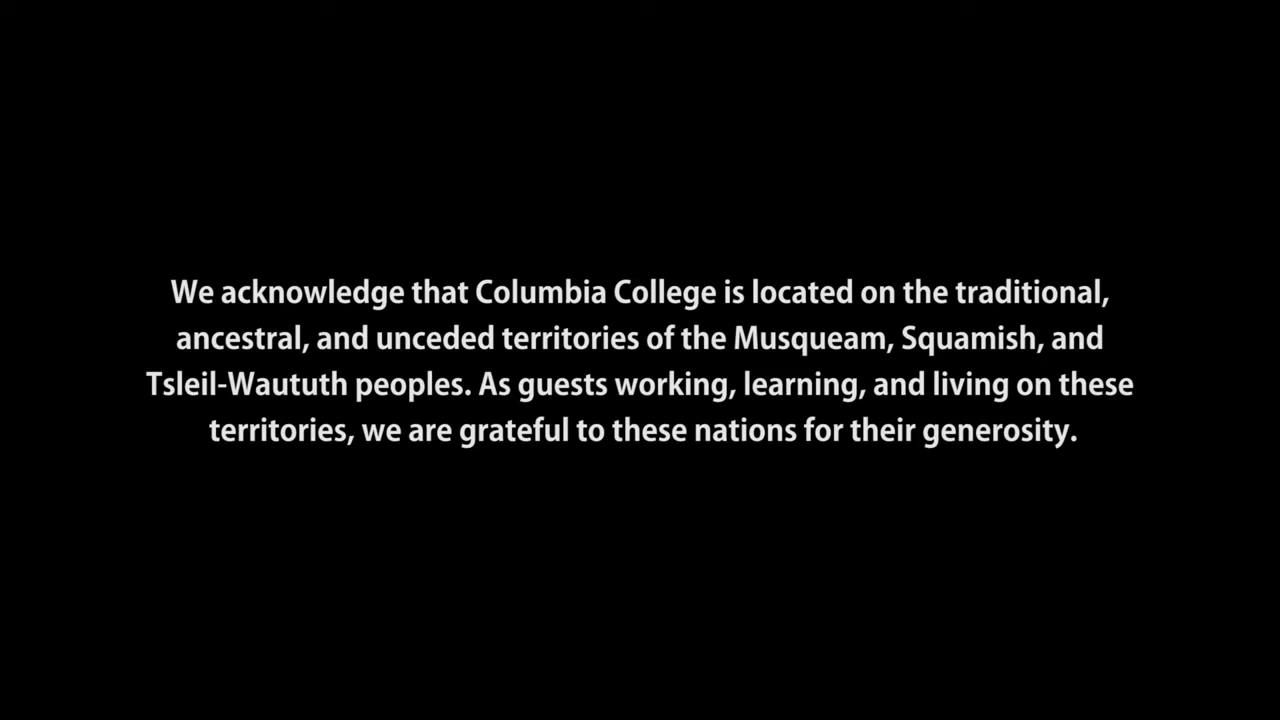 We acknowledge that Columbia College is located on the traditional,
ancestral, and unceded territories of the Musqueam, Squamish, and
Tsleil-Waututh peoples. As guests working, learning, and living on these
territories, we are grateful to these nations for their generosity.